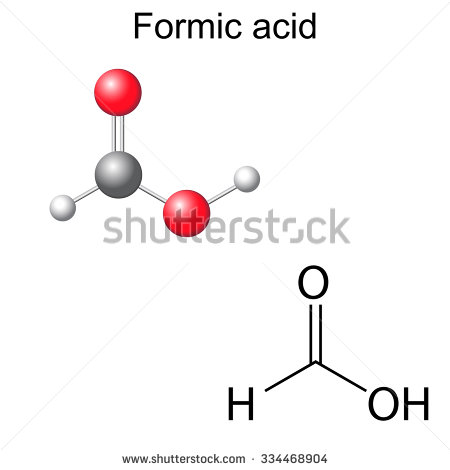 Formic acid
shutterstock
O
H
OH
www.shutterstock.com · 334468904